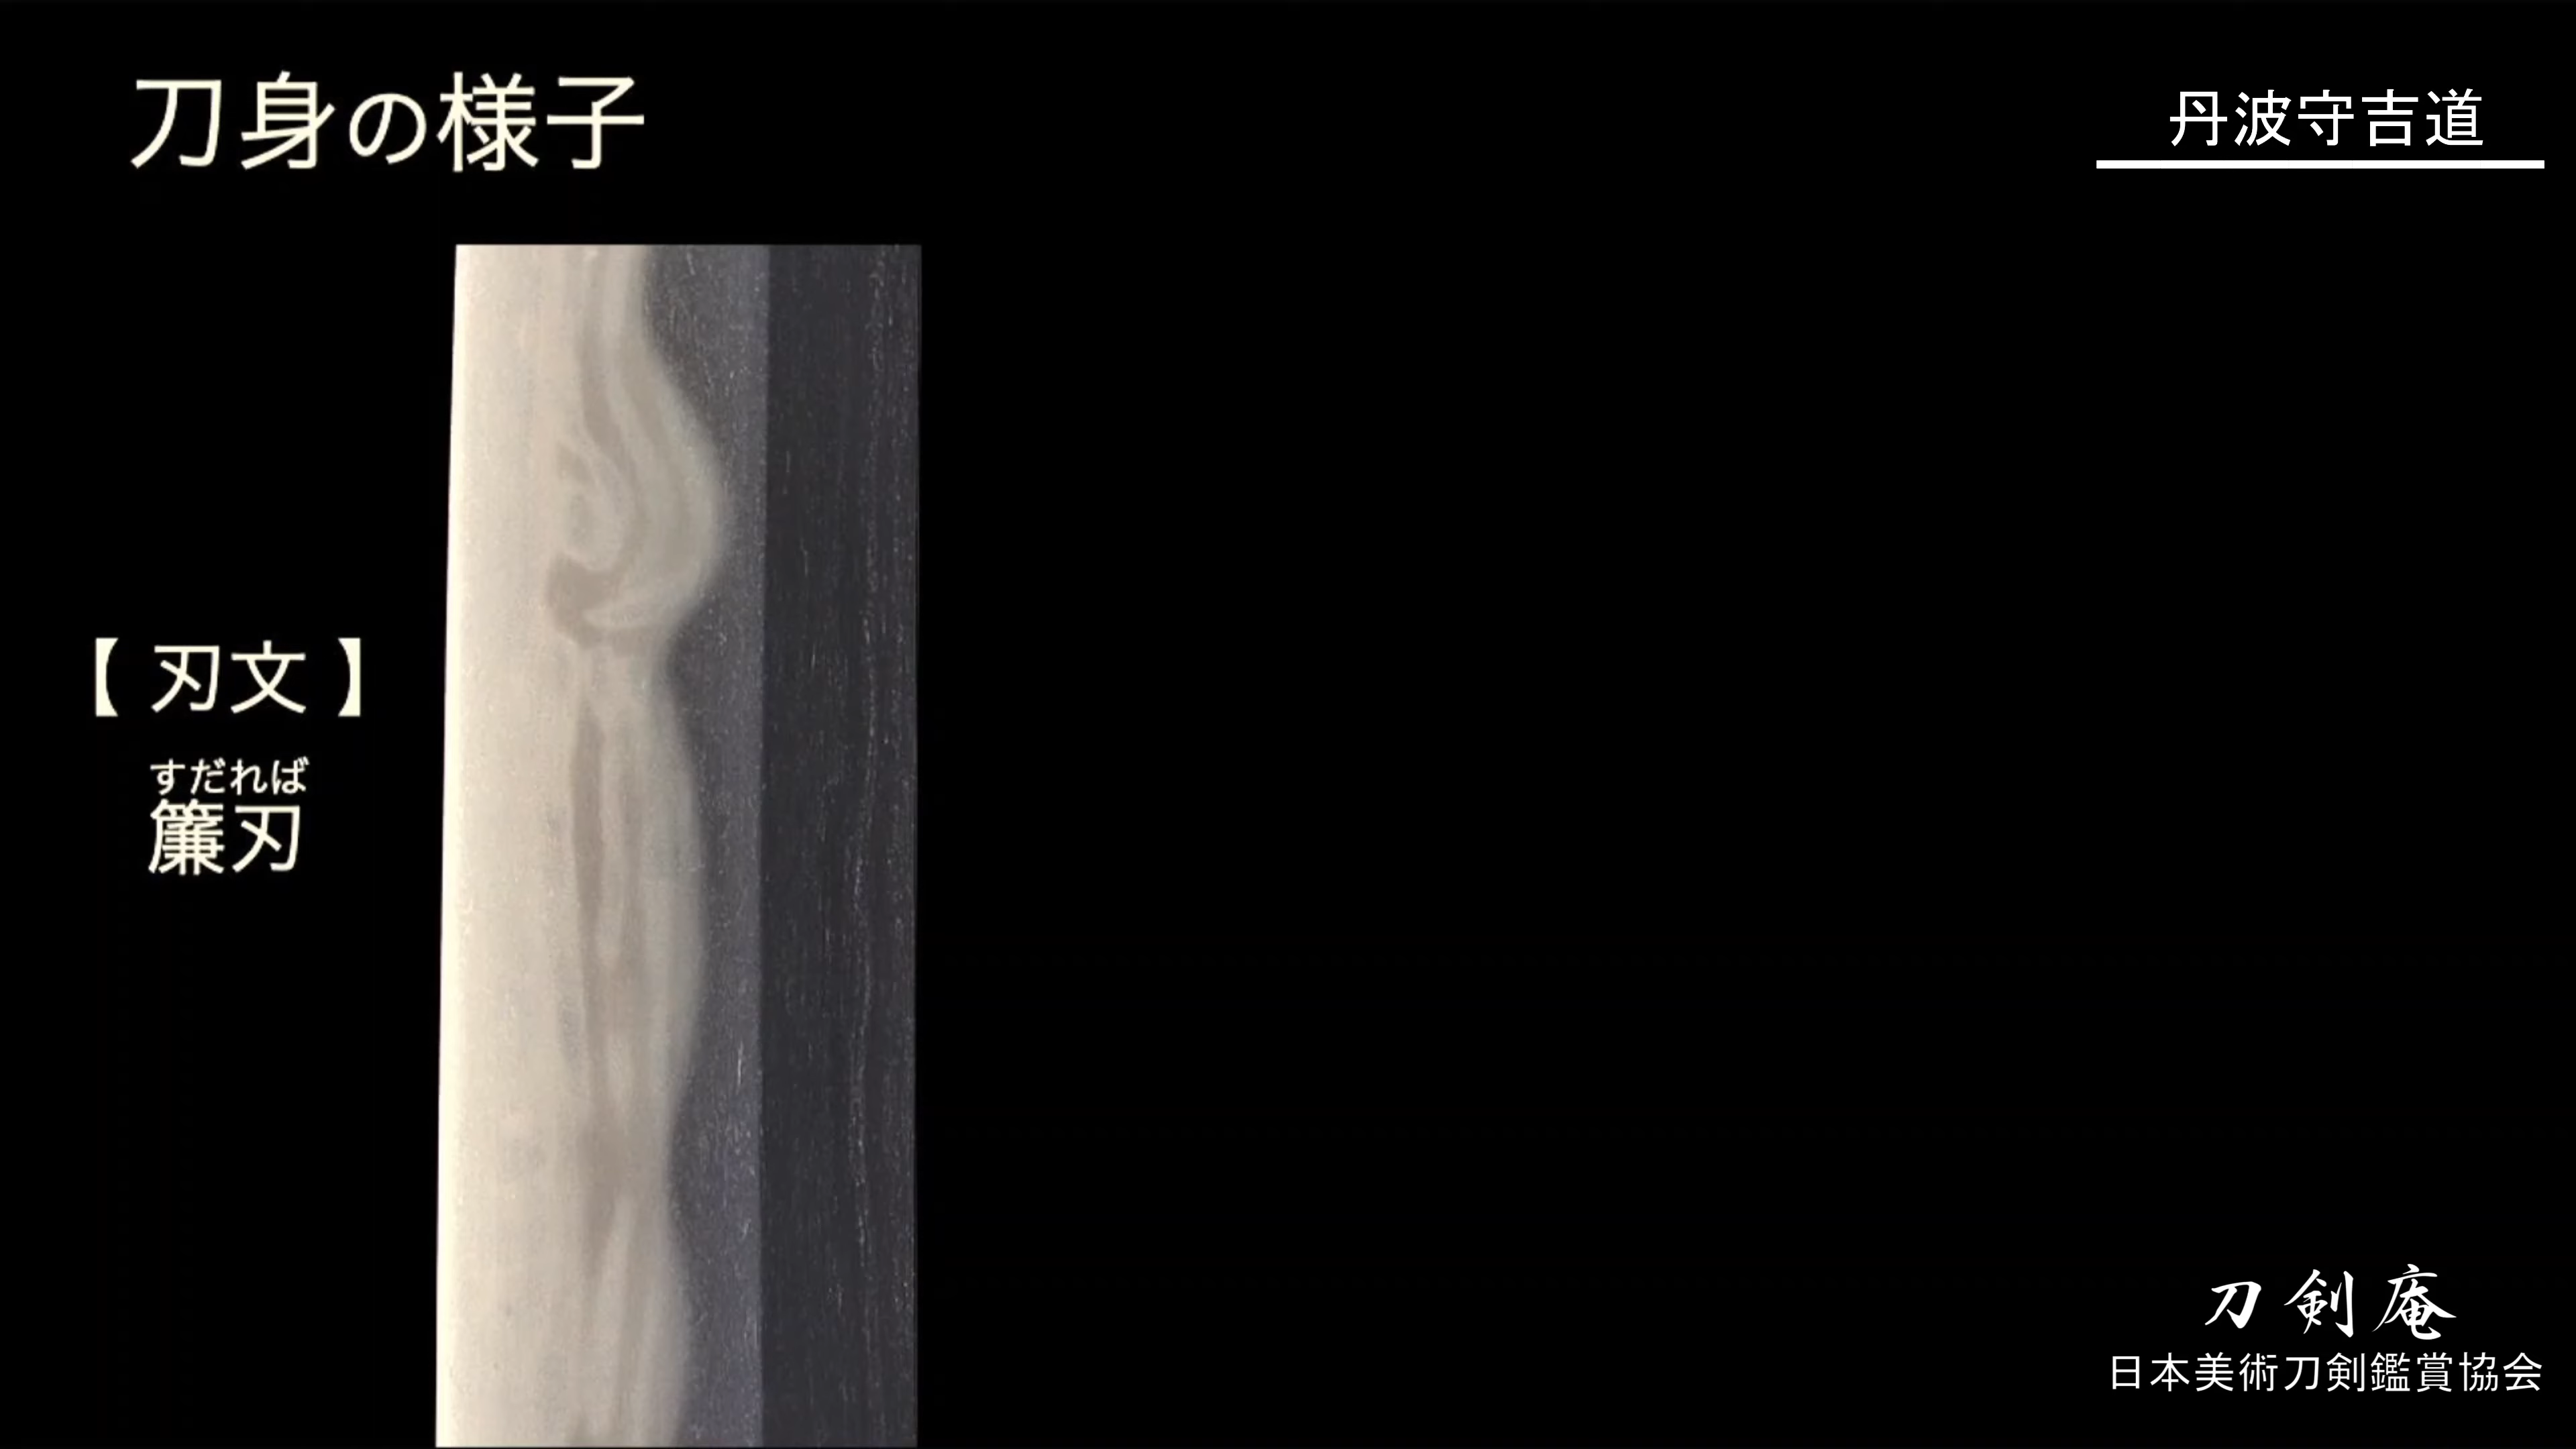 刀身の様子
丹波守吉道
【 刃文 】
すだれば
簾刃
刀剣庵
日本美術刀剣鑑賞協会